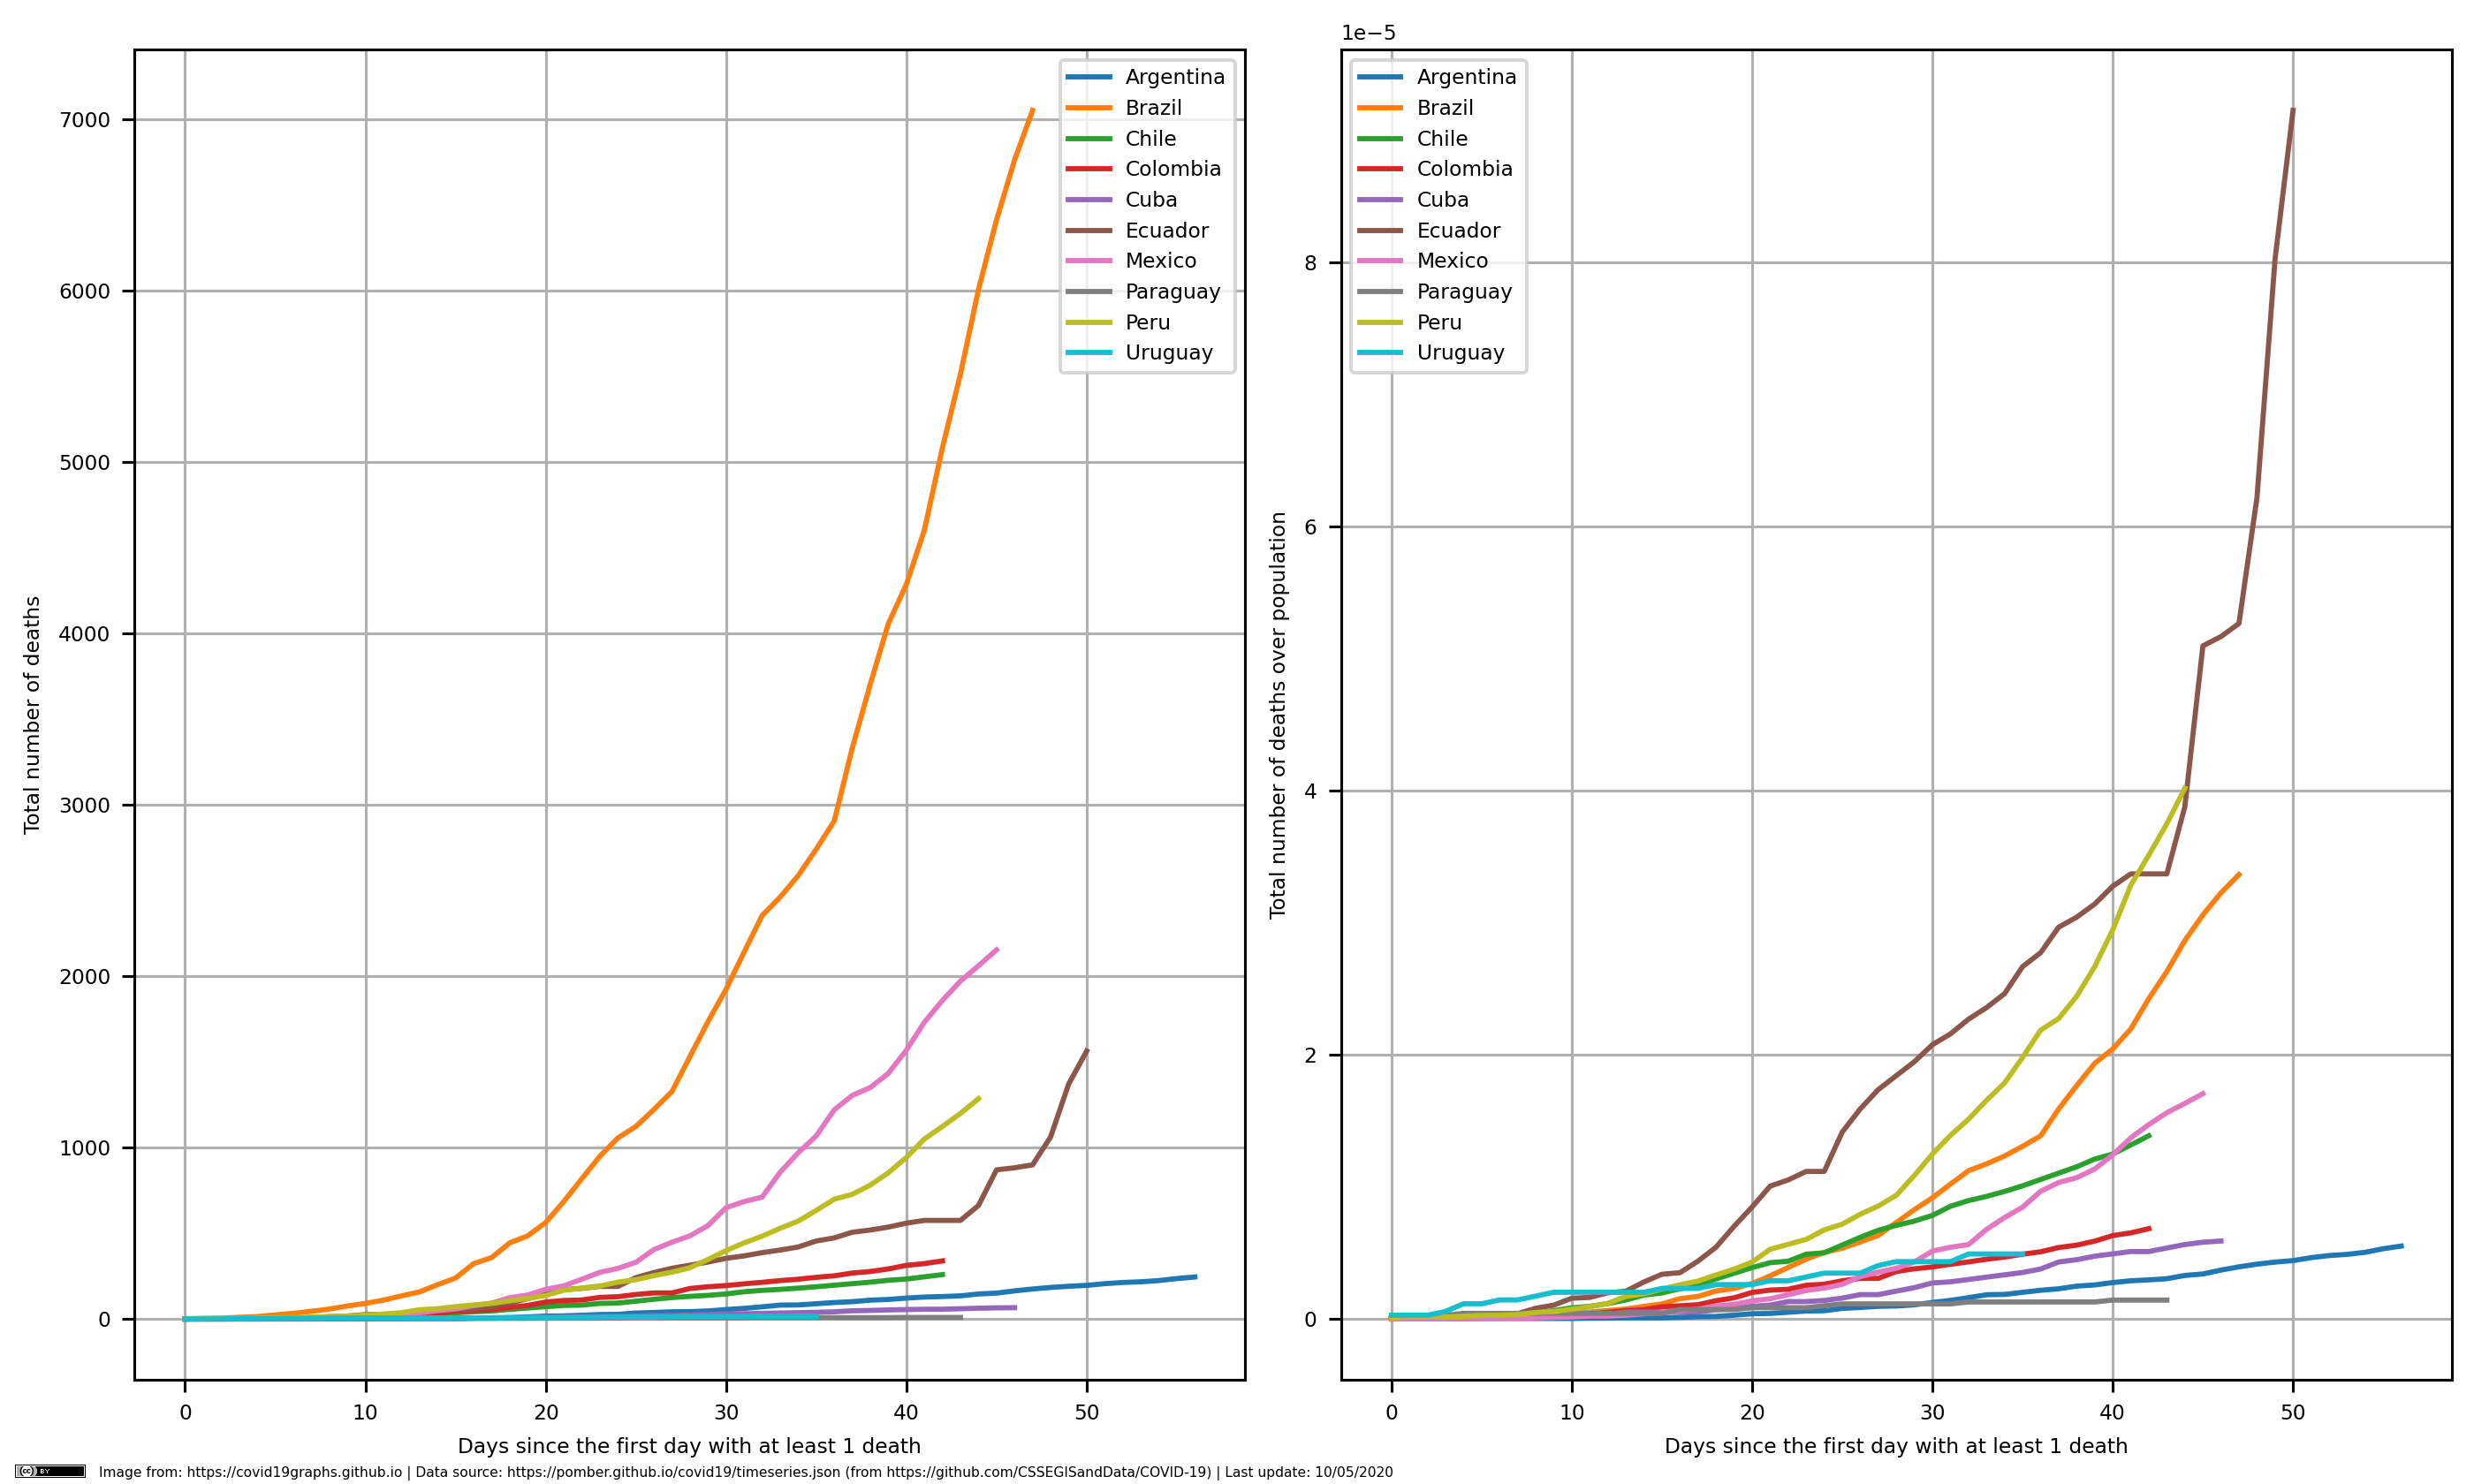 Argentina
Brazil
Chile
Colombia
Cuba
Ecuador
Mexico
Paraguay
Peru
Uruguay
7000
6000
5000
4000
3000
2000
1000
0
Total number of deaths
0 10 20 30 40 50
Days since the first day with at least 1 death
1e−5
Argentina
Brazil
Chile
Colombia
Cuba
Ecuador
Mexico
Paraguay
Peru
Uruguay
8
6
4
2
0
Total number of deaths over population
0 10 20 30 40 50
Days since the first day with at least 1 death
(cc) BY Image from: https://covid19graphs.github.io | Data source: https://pomber.github.io/covid19/timeseries.json (from https://github.com/CSSEGISandData/COVID-19) | Last update: 10/05/2020